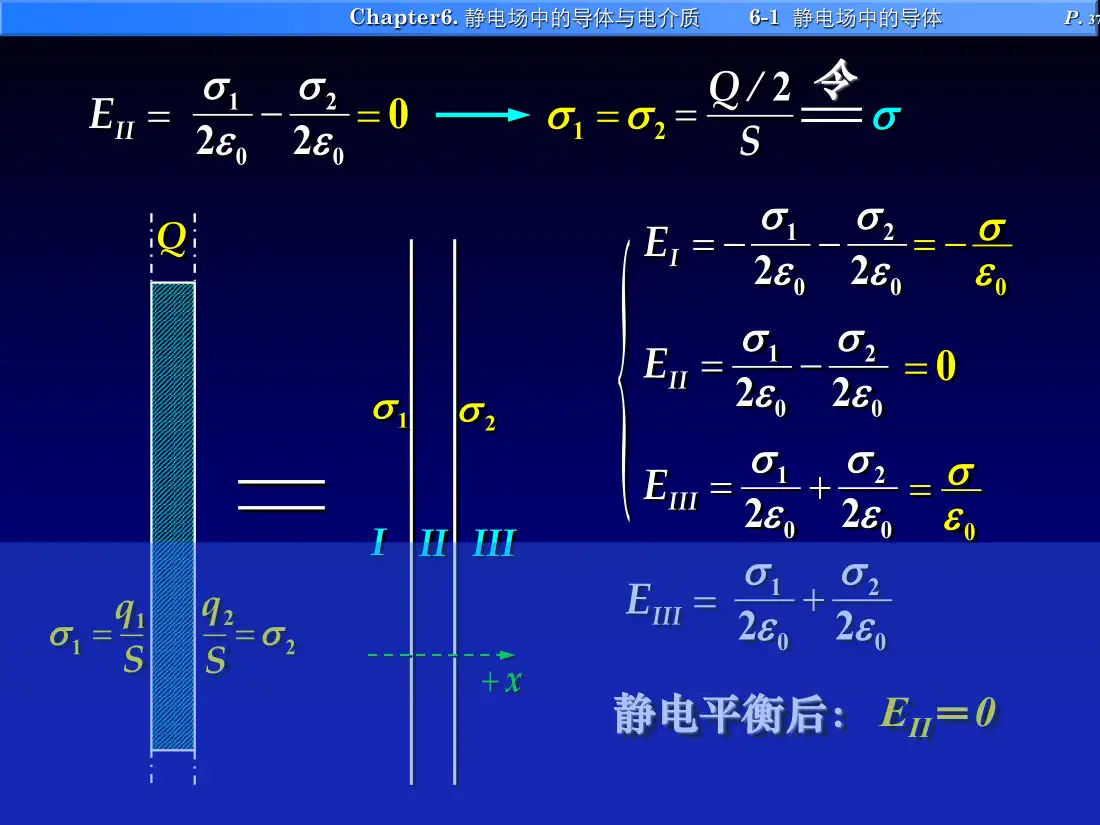 Chapter6. 静电场中的导体与电介质 6-1 静电场中的导体 P. 37
E_II = σ₁/2ε₀ − σ₂/2ε₀ = 0 → σ₁ = σ₂ = (Q/2)/S 令 σ
Q
E_I = − σ₁/2ε₀ − σ₂/2ε₀ = − σ/ε₀
E_II = σ₁/2ε₀ − σ₂/2ε₀ = 0
σ₁ σ₂
E_III = σ₁/2ε₀ + σ₂/2ε₀ = σ/ε₀
I II III
E_III = σ₁/2ε₀ + σ₂/2ε₀
σ₁ = q₁/S q₂/S = σ₂
+x
静电平衡后： E_II = 0